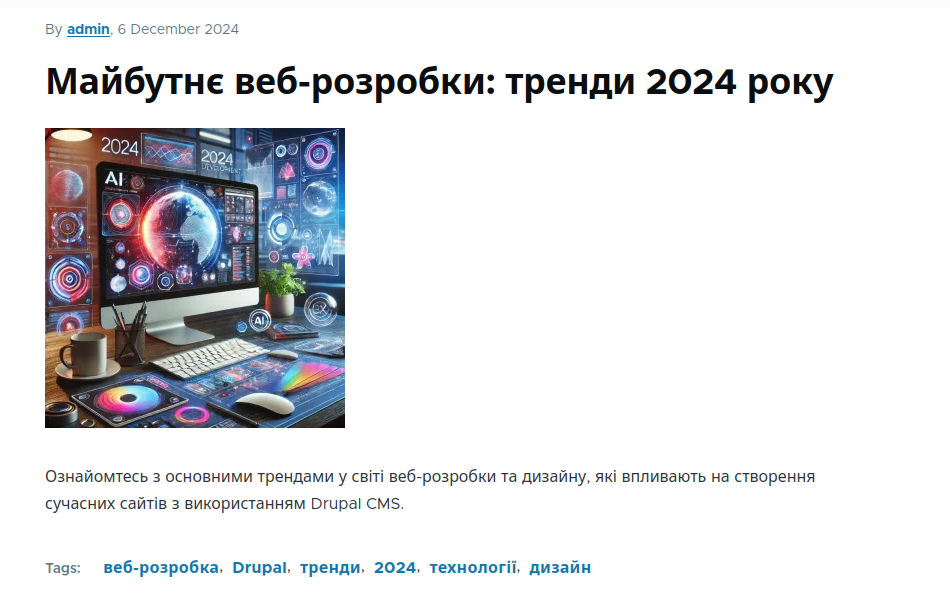 By admin, 6 December 2024
Майбутнє веб-розробки: тренди 2024 року
2024
2024
DEVELOPMENT
AI
AI
Ознайомтесь з основними трендами у світі веб-розробки та дизайну, які впливають на створення
сучасних сайтів з використанням Drupal CMS.
Tags: веб-розробка, Drupal, тренди, 2024, технології, дизайн